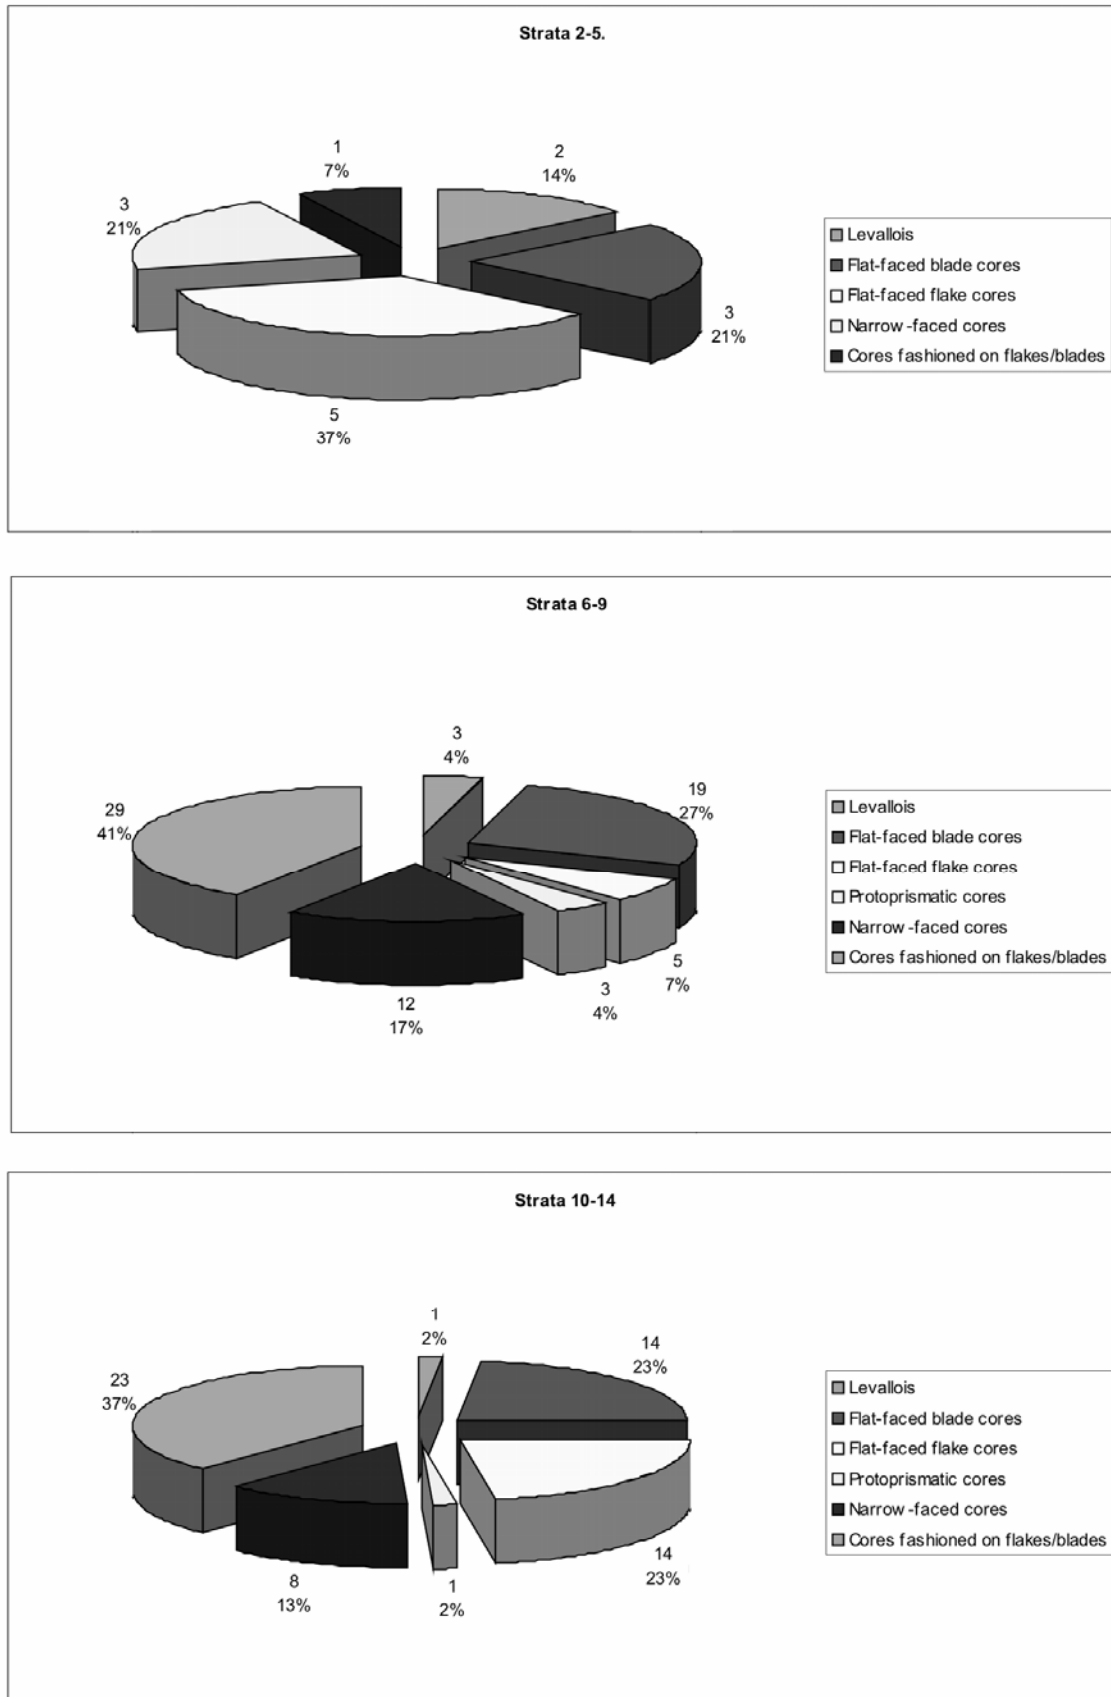 Strata 2-5.
1
7%
2
14%
3
21%
3
21%
5
37%
Levallois
Flat-faced blade cores
Flat-faced flake cores
Narrow-faced cores
Cores fashioned on flakes/blades
Strata 6-9
3
4%
19
27%
29
41%
5
7%
3
4%
12
17%
Levallois
Flat-faced blade cores
Flat-faced flake cores
Protoprismatic cores
Narrow-faced cores
Cores fashioned on flakes/blades
Strata 10-14
1
2%
14
23%
23
37%
14
23%
1
2%
8
13%
Levallois
Flat-faced blade cores
Flat-faced flake cores
Protoprismatic cores
Narrow-faced cores
Cores fashioned on flakes/blades